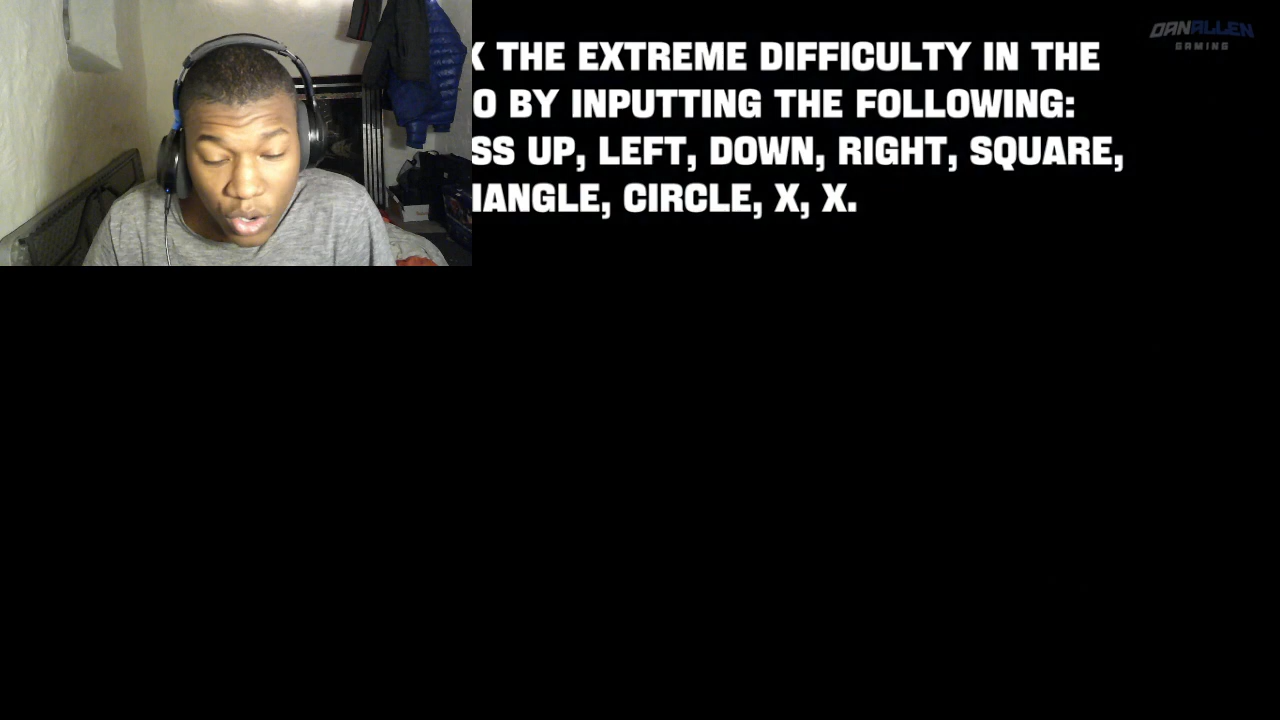 THE EXTREME DIFFICULTY IN THE
BY INPUTTING THE FOLLOWING:
UP, LEFT, DOWN, RIGHT, SQUARE,
CIRCLE, X, X.
DANALLEN
GAMING